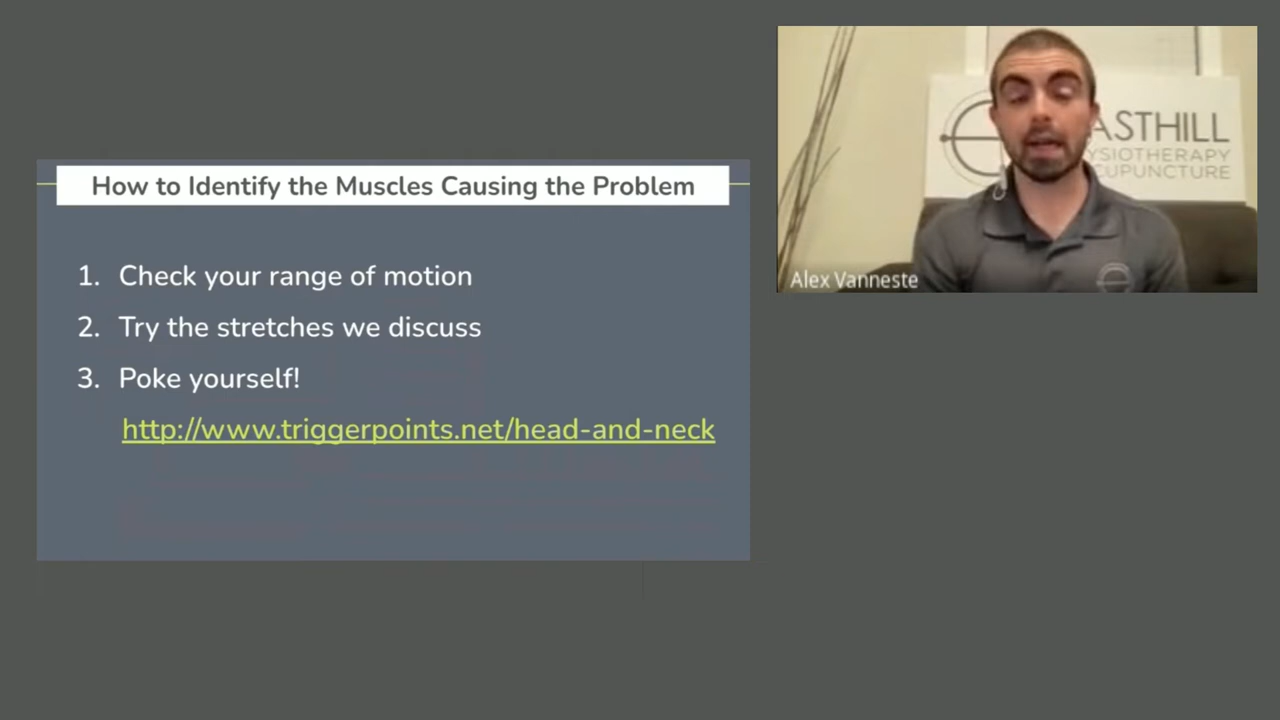 How to Identify the Muscles Causing the Problem
1. Check your range of motion
2. Try the stretches we discuss
3. Poke yourself!
http://www.triggerpoints.net/head-and-neck
ASTHILL
YSIOTHERAPY
CUPUNCTURE
Alex Vanneste